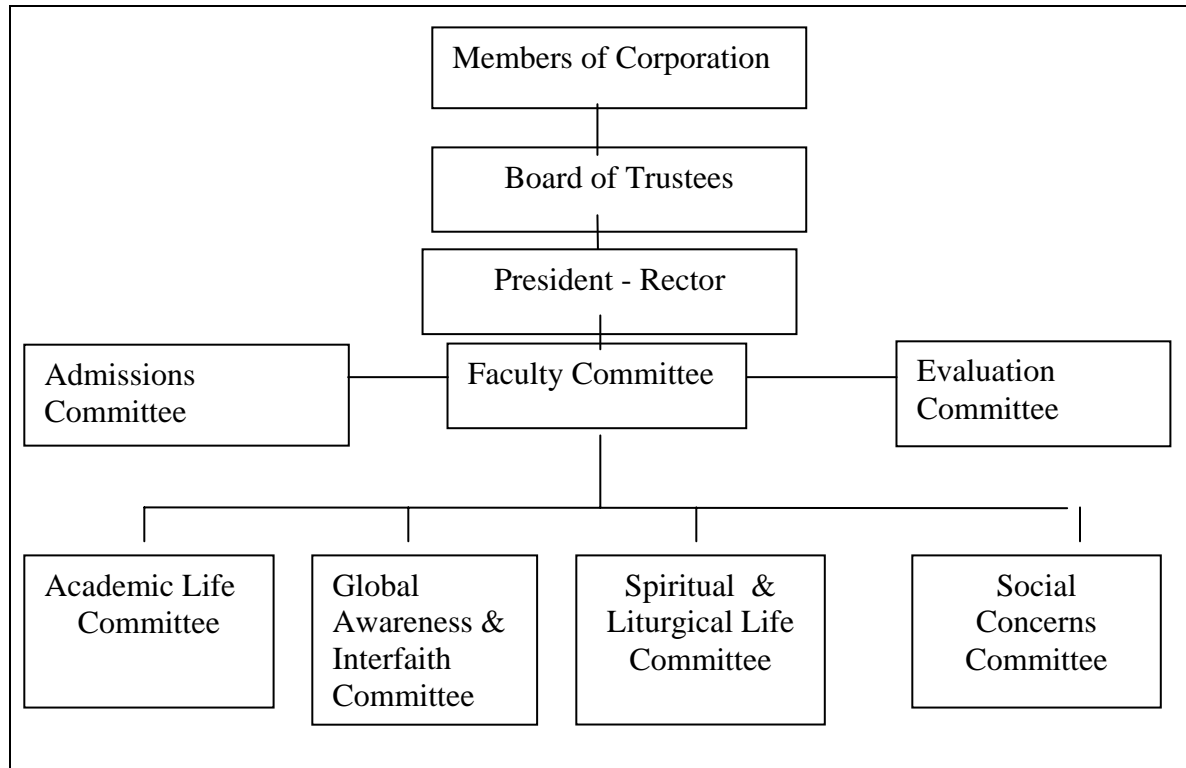 Members of Corporation
Board of Trustees
President - Rector
Admissions
Committee
Faculty Committee
Evaluation
Committee
Academic Life
Committee
Global
Awareness &
Interfaith
Committee
Spiritual &
Liturgical Life
Committee
Social
Concerns
Committee